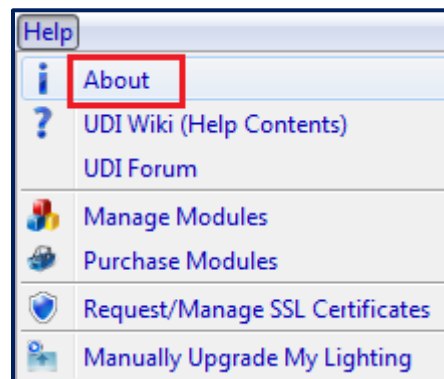 Help
About
UDI Wiki (Help Contents)
UDI Forum
Manage Modules
Purchase Modules
Request/Manage SSL Certificates
Manually Upgrade My Lighting